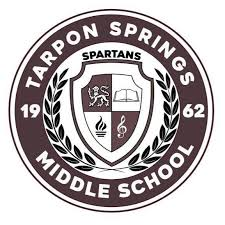 TARPON SPRINGS
SPARTANS
19 62
MIDDLE SCHOOL